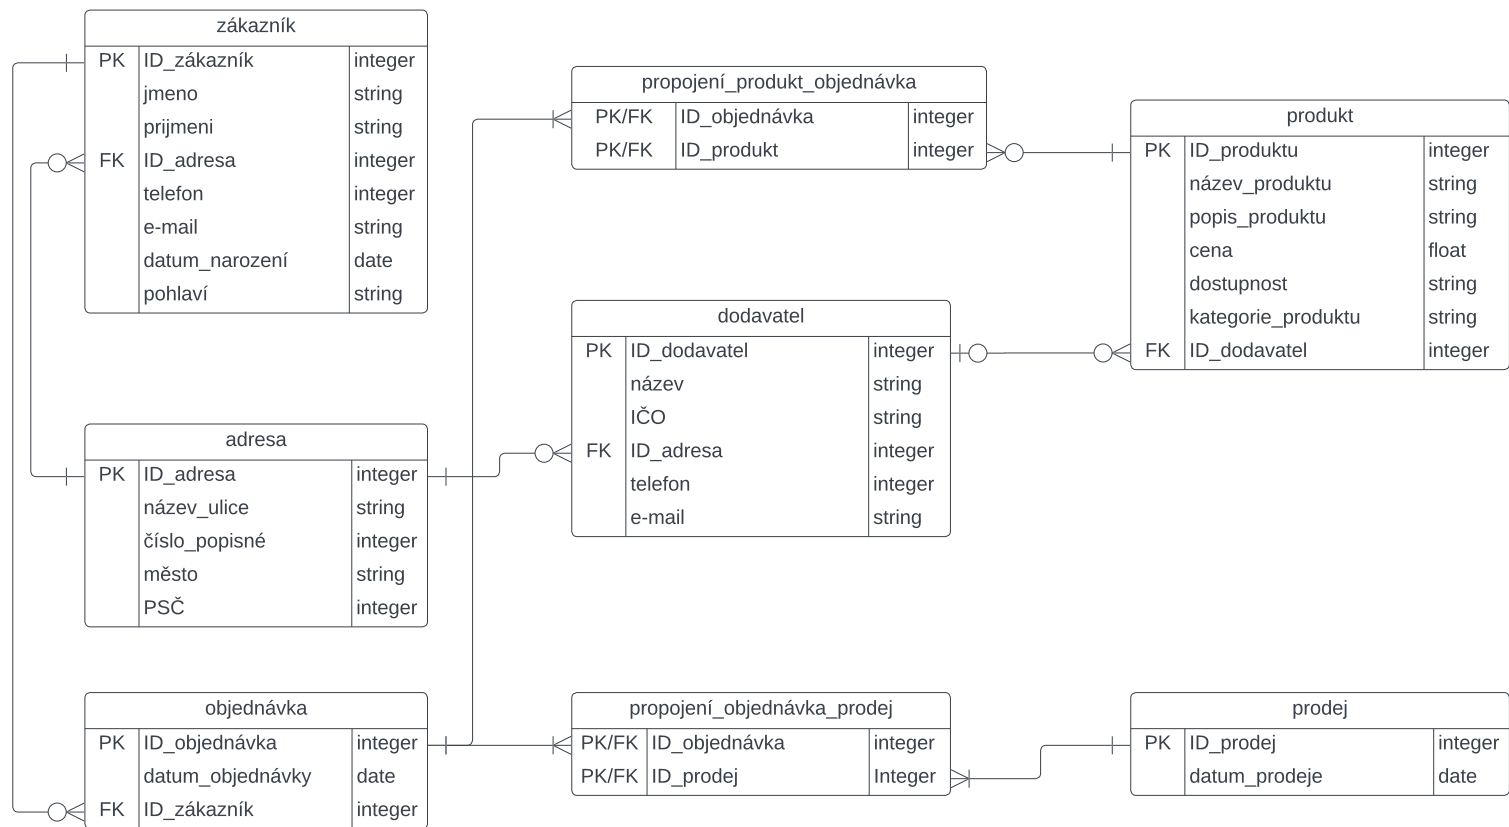 zákazník
PK ID_zákazník integer
jmeno string
prijmeni string
FK ID_adresa integer
telefon integer
e-mail string
datum_narození date
pohlaví string
adresa
PK ID_adresa integer
název_ulice string
číslo_popisné integer
město string
PSČ integer
objednávka
PK ID_objednávka integer
datum_objednávky date
FK ID_zákazník integer
propojení_produkt_objednávka
PK/FK ID_objednávka integer
PK/FK ID_produkt integer
dodavatel
PK ID_dodavatel integer
název string
IČO string
FK ID_adresa integer
telefon integer
e-mail string
propojení_objednávka_prodej
PK/FK ID_objednávka integer
PK/FK ID_prodej Integer
produkt
PK ID_produktu integer
název_produktu string
popis_produktu string
cena float
dostupnost string
kategorie_produktu string
FK ID_dodavatel integer
prodej
PK ID_prodej integer
datum_prodeje date